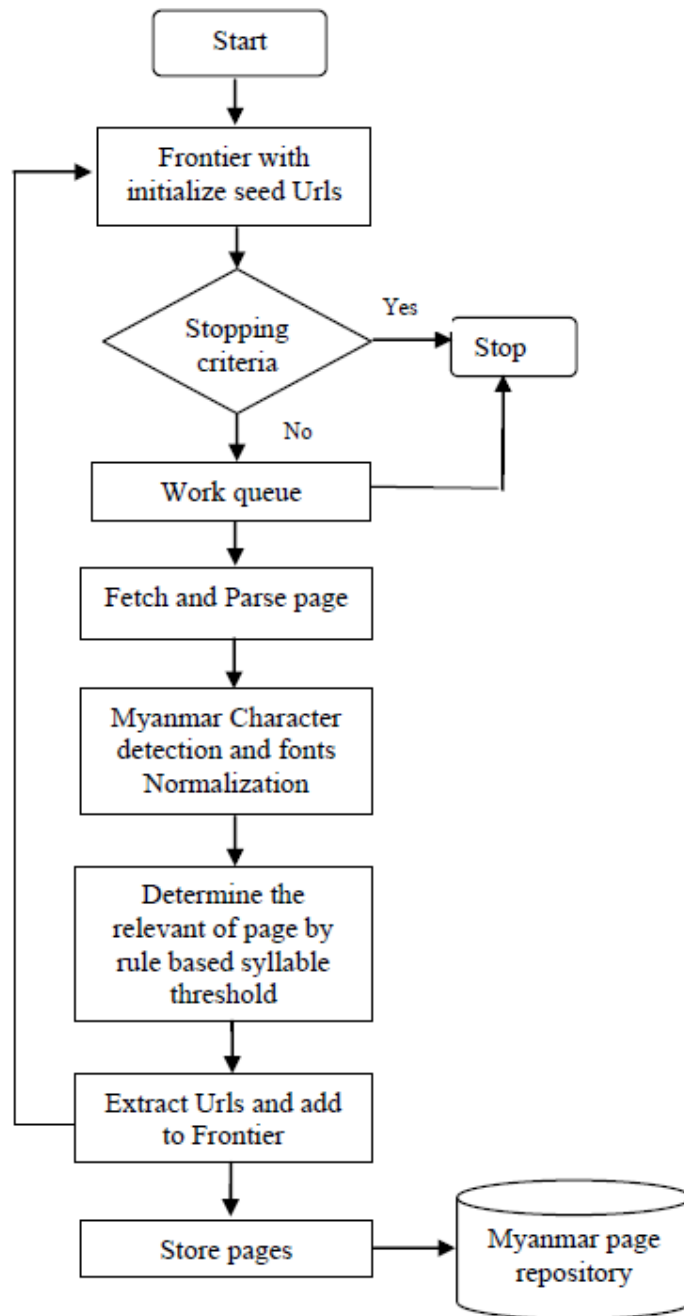 Start
Frontier with
initialize seed Urls
Stopping
criteria
Yes
Stop
No
Work queue
Fetch and Parse page
Myanmar Character
detection and fonts
Normalization
Determine the
relevant of page by
rule based syllable
threshold
Extract Urls and add
to Frontier
Store pages
Myanmar page
repository